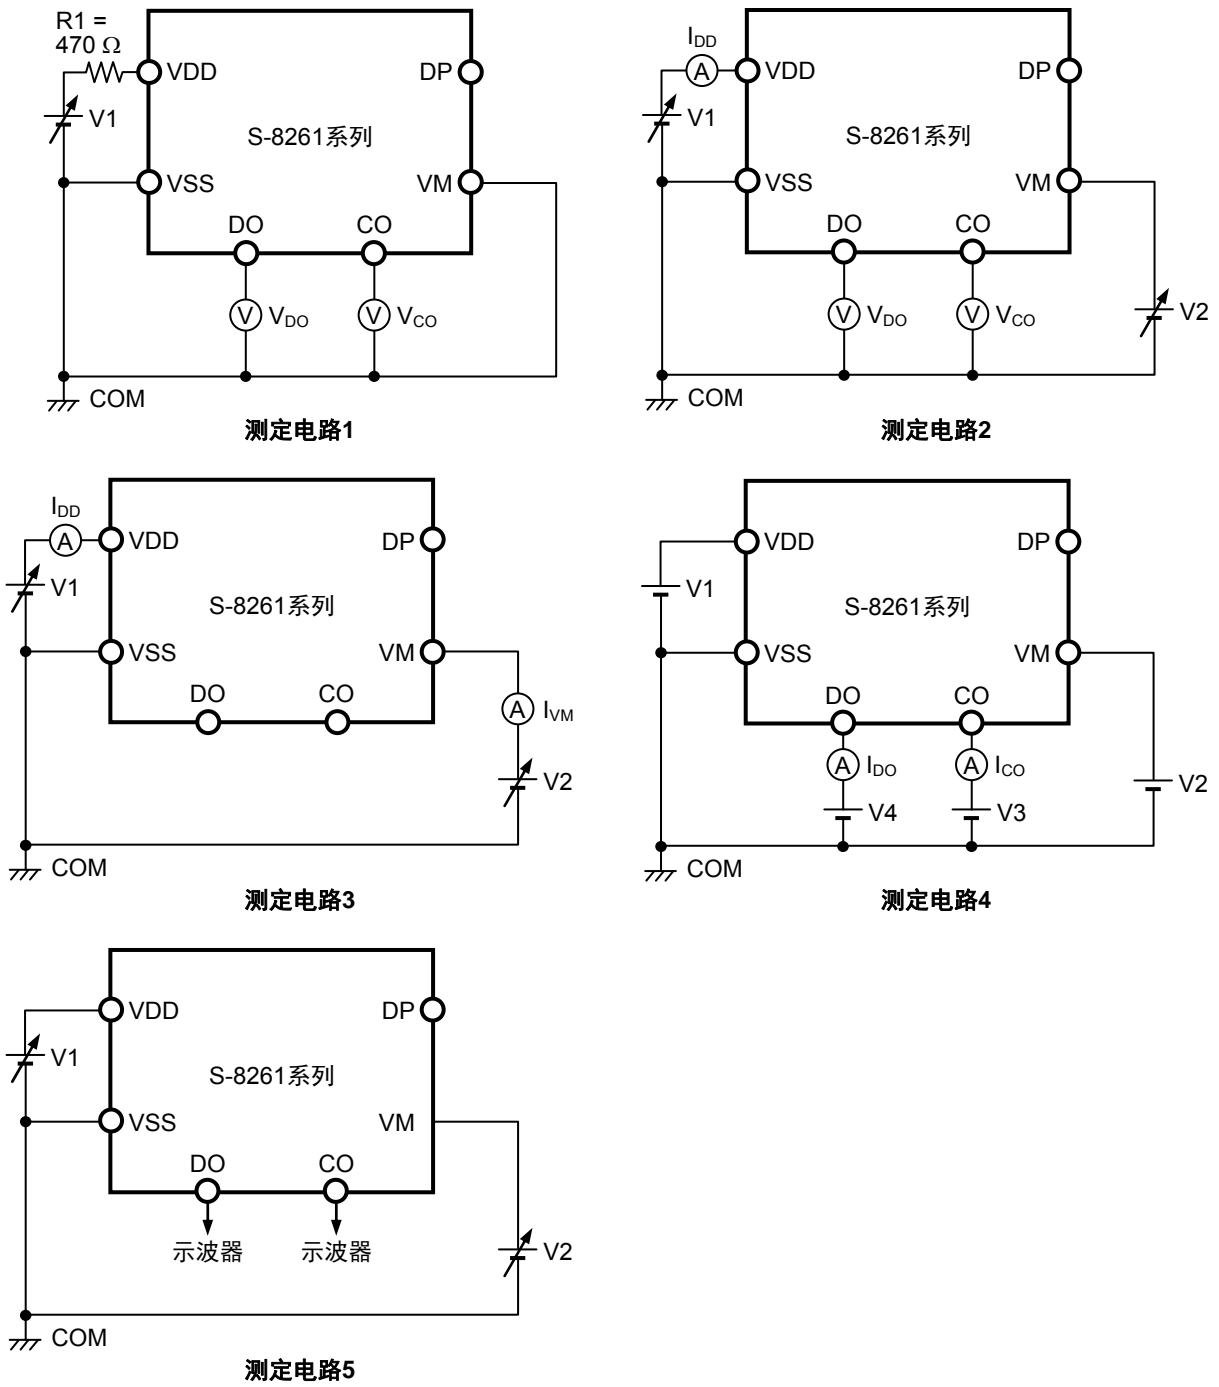 R1 =
470 Ω
VDD
DP
V1
S-8261系列
VSS
VM
DO
CO
V
VDO
V
VCO
COM
测定电路1
IDD
A
VDD
DP
V1
S-8261系列
VSS
VM
DO
CO
V
VDO
V
VCO
V2
COM
测定电路2
IDD
A
VDD
DP
V1
S-8261系列
VSS
VM
DO
CO
A
IVM
V2
COM
测定电路3
VDD
DP
V1
S-8261系列
VSS
VM
DO
CO
A
IDO
A
ICO
V4
V3
V2
COM
测定电路4
VDD
DP
V1
S-8261系列
VSS
VM
DO
CO
示波器
示波器
V2
COM
测定电路5